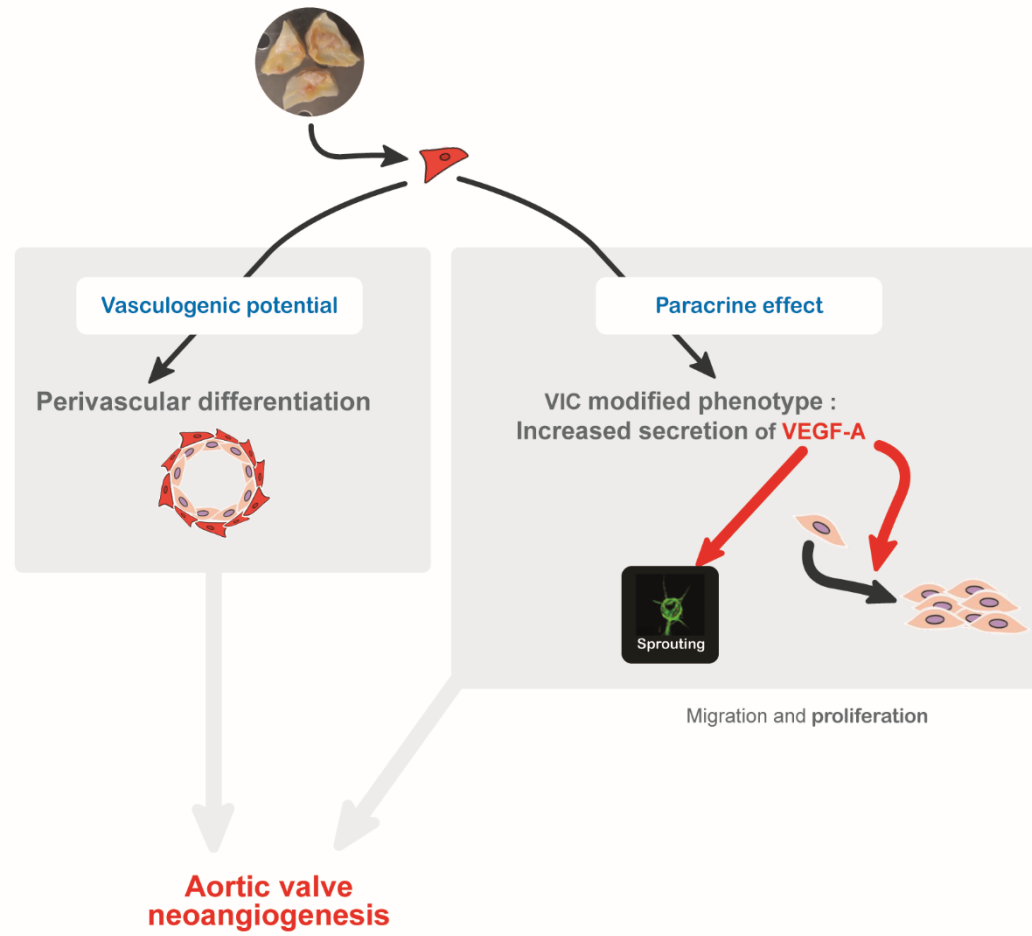 Vasculogenic potential
Paracrine effect
Perivascular differentiation
VIC modified phenotype :
Increased secretion of VEGF-A
Sprouting
Migration and proliferation
Aortic valve
neoangiogenesis